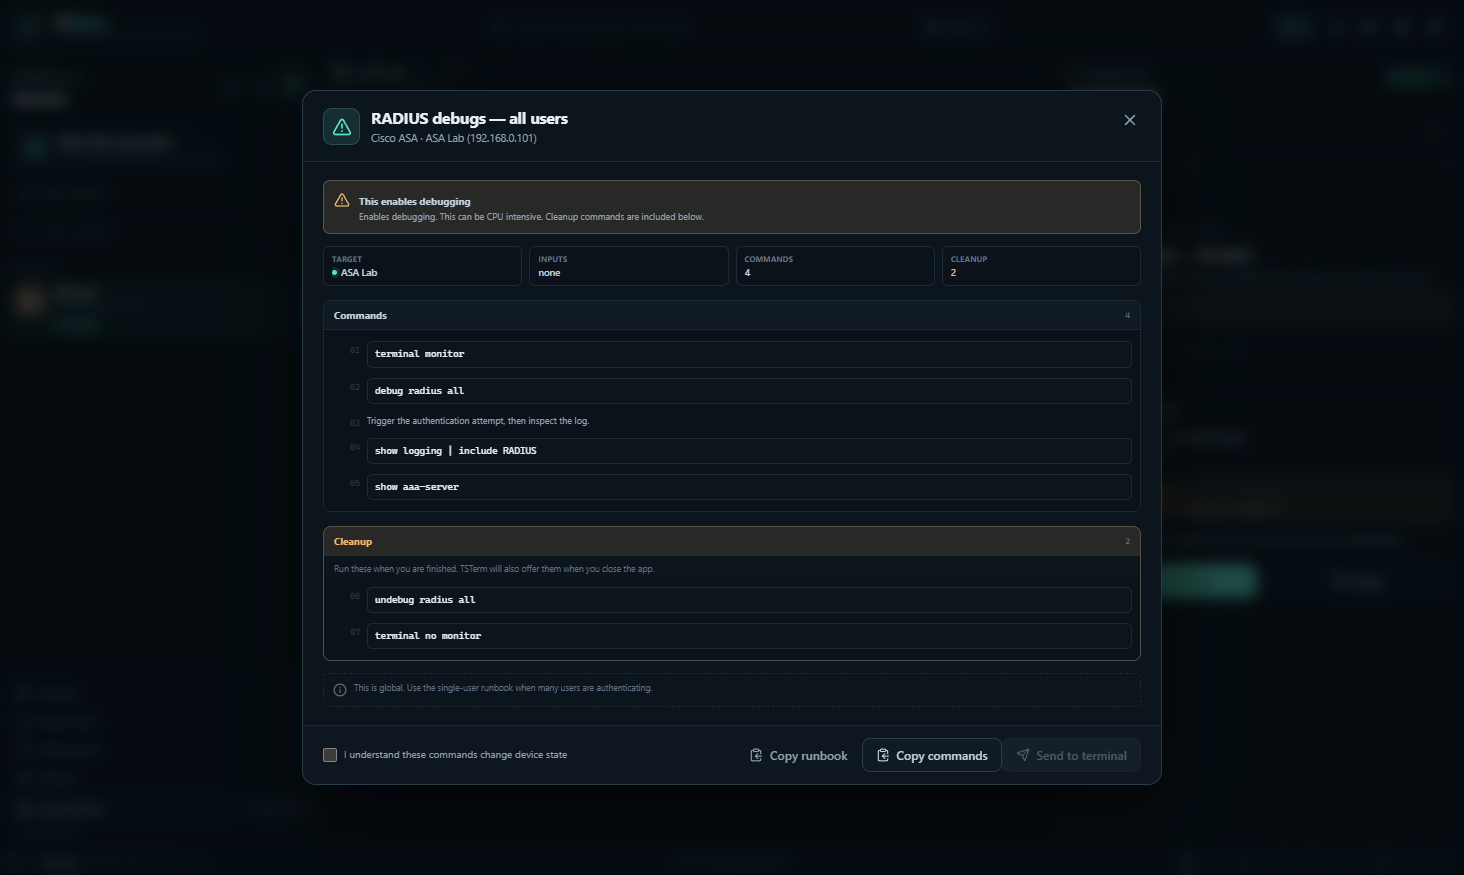 RADIUS debugs — all users
Cisco ASA · ASA Lab (192.168.0.101)
This enables debugging
Enables debugging. This can be CPU intensive. Cleanup commands are included below.
TARGET
ASA Lab
INPUTS
none
COMMANDS
4
CLEANUP
2
Commands 4
01 terminal monitor
02 debug radius all
03 Trigger the authentication attempt, then inspect the log.
04 show logging | include RADIUS
05 show aaa-server
Cleanup 2
Run these when you are finished. TSTerm will also offer them when you close the app.
06 undebug radius all
07 terminal no monitor
This is global. Use the single-user runbook when many users are authenticating.
I understand these commands change device state
Copy runbook
Copy commands
Send to terminal